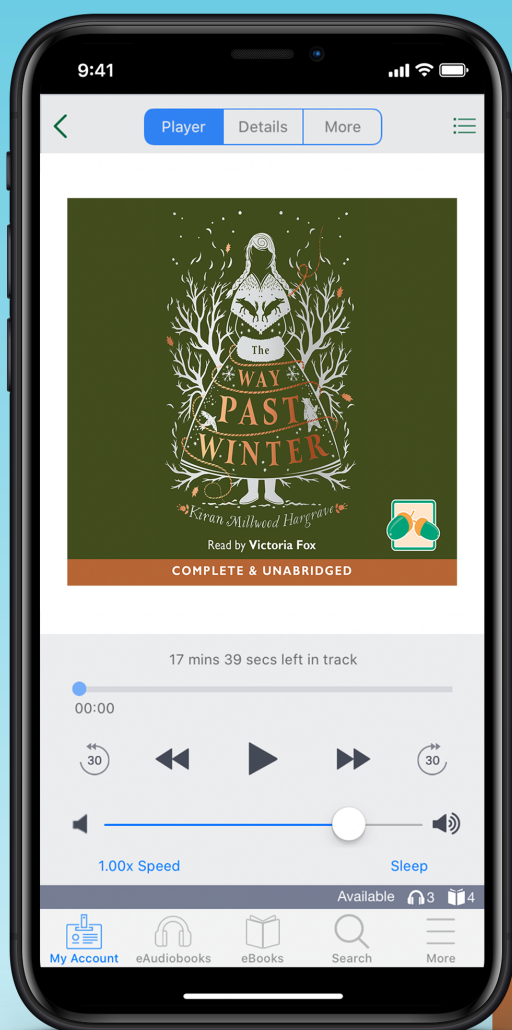 9:41
Player Details More
The
WAY
PAST
WINTER
Kiran Millwood Hargrave
Read by Victoria Fox
COMPLETE & UNABRIDGED
17 mins 39 secs left in track
00:00
30 30
1.00x Speed Sleep
Available 3 4
My Account eAudiobooks eBooks Search More